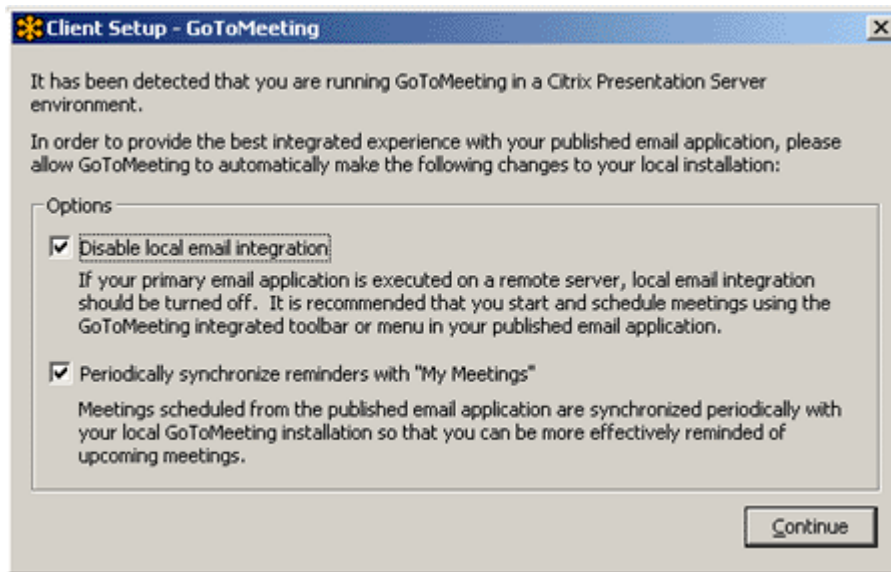 Client Setup - GoToMeeting
It has been detected that you are running GoToMeeting in a Citrix Presentation Server
environment.
In order to provide the best integrated experience with your published email application, please
allow GoToMeeting to automatically make the following changes to your local installation:
Options
Disable local email integration
If your primary email application is executed on a remote server, local email integration
should be turned off. It is recommended that you start and schedule meetings using the
GoToMeeting integrated toolbar or menu in your published email application.
Periodically synchronize reminders with "My Meetings"
Meetings scheduled from the published email application are synchronized periodically with
your local GoToMeeting installation so that you can be more effectively reminded of
upcoming meetings.
Continue